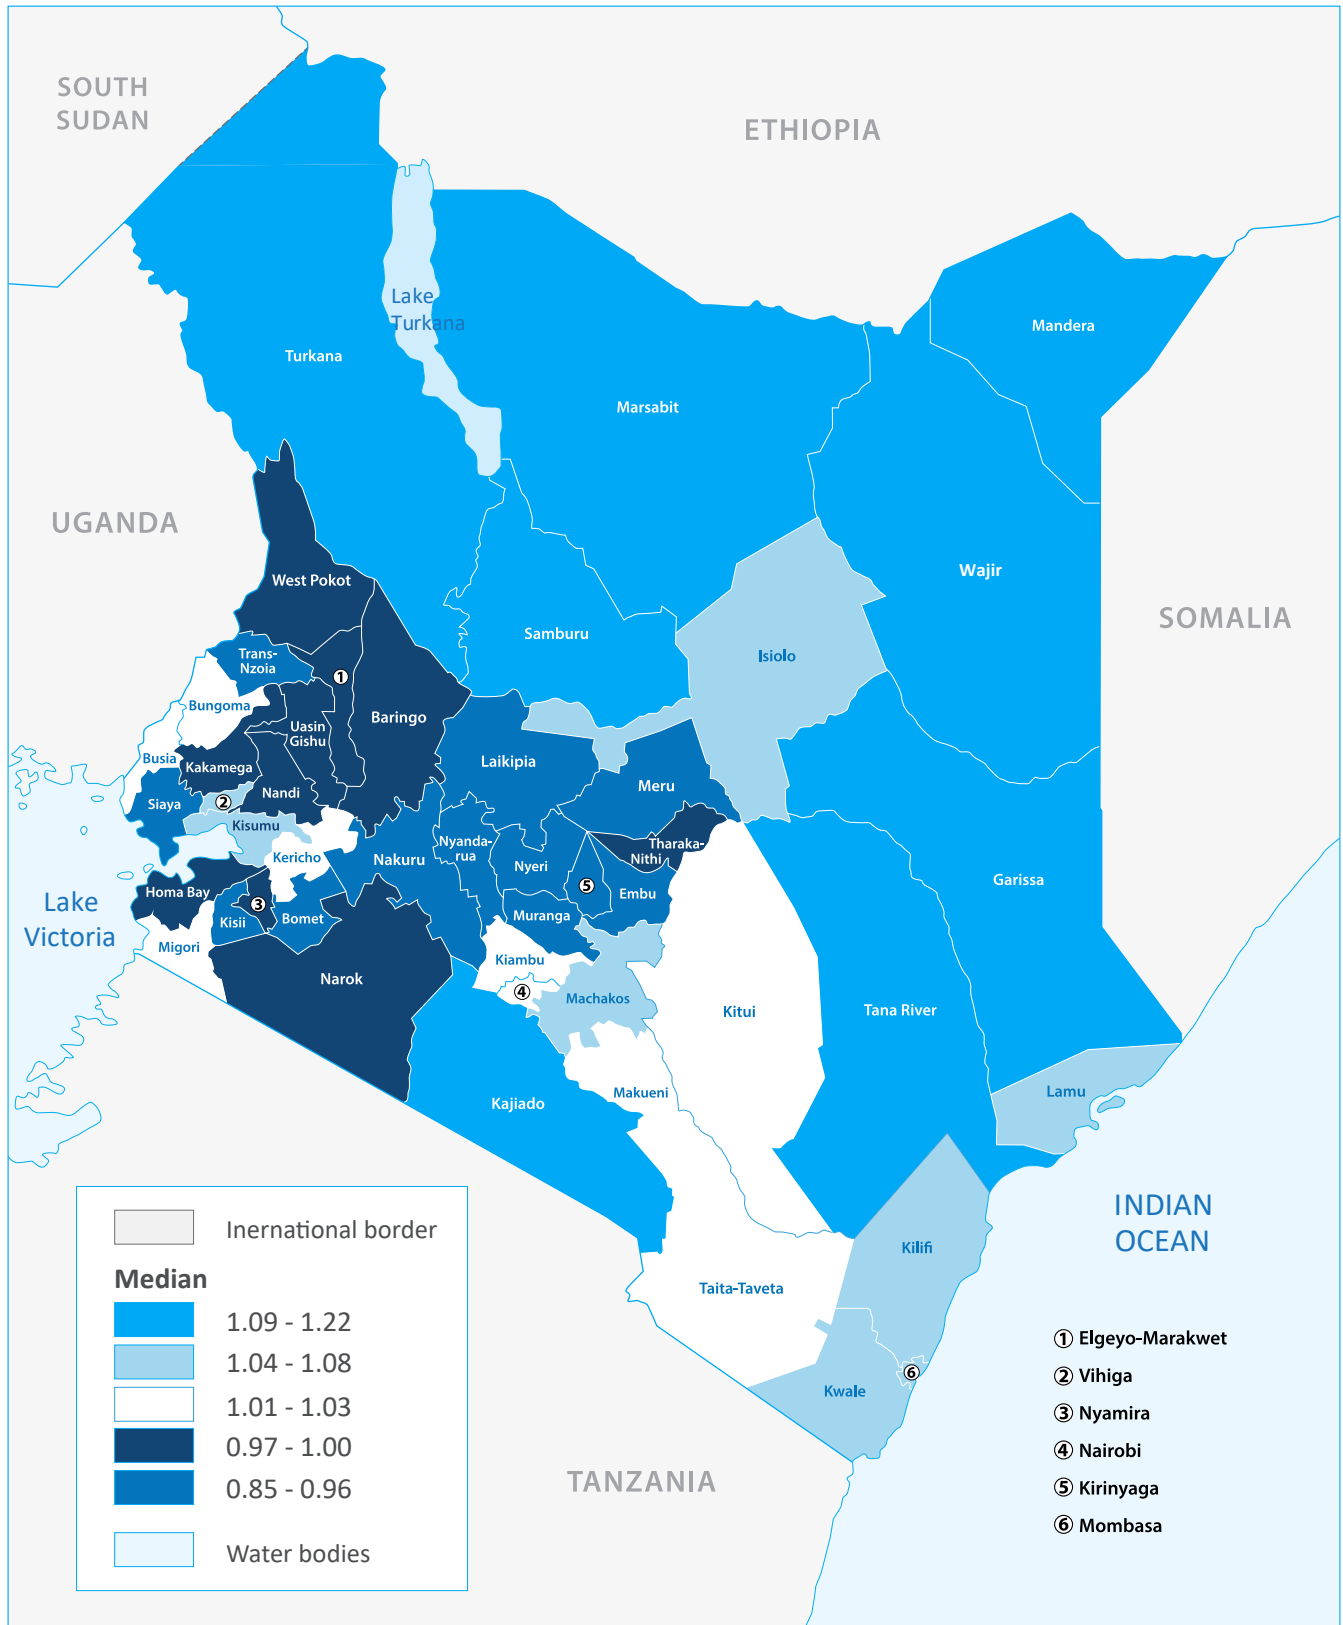 SOUTH
SUDAN
ETHIOPIA
Lake
Turkana
Mandera
Turkana
Marsabit
UGANDA
Wajir
West Pokot
SOMALIA
Samburu
Trans-
Nzoia
Isiolo
①
Bungoma
Baringo
Uasin
Gishu
Busia
Kakamega
Laikipia
Meru
Nandi
Siaya
②
Kisumu
Nyanda-
rua
Tharaka-
Nithi
Kericho
Nakuru
Nyeri
Garissa
Homa Bay
⑤
Embu
Lake
Victoria
③
Kisii
Bomet
Muranga
Migori
Kiambu
Narok
④
Machakos
Kitui
Tana River
Makueni
Lamu
Kajiado
INDIAN
OCEAN
Kilifi
Taita-Taveta
⑥
Kwale
TANZANIA
Inernational border
Median
1.09 - 1.22
1.04 - 1.08
1.01 - 1.03
0.97 - 1.00
0.85 - 0.96
Water bodies
① Elgeyo-Marakwet
② Vihiga
③ Nyamira
④ Nairobi
⑤ Kirinyaga
⑥ Mombasa